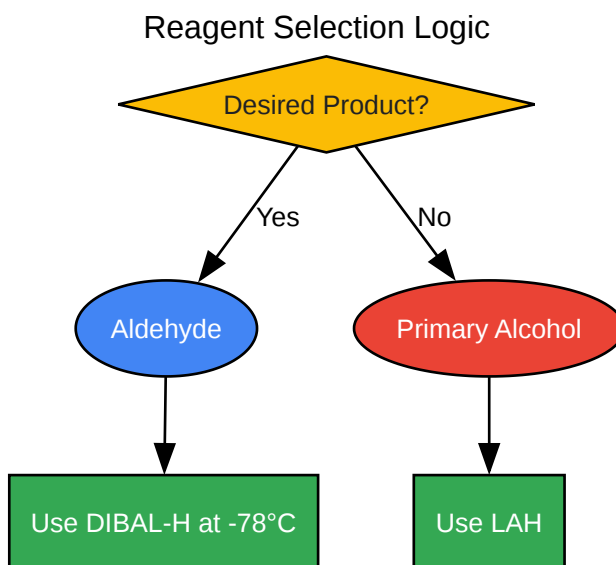 Reagent Selection Logic
Desired Product?
Yes
No
Aldehyde
Primary Alcohol
Use DIBAL-H at -78°C
Use LAH